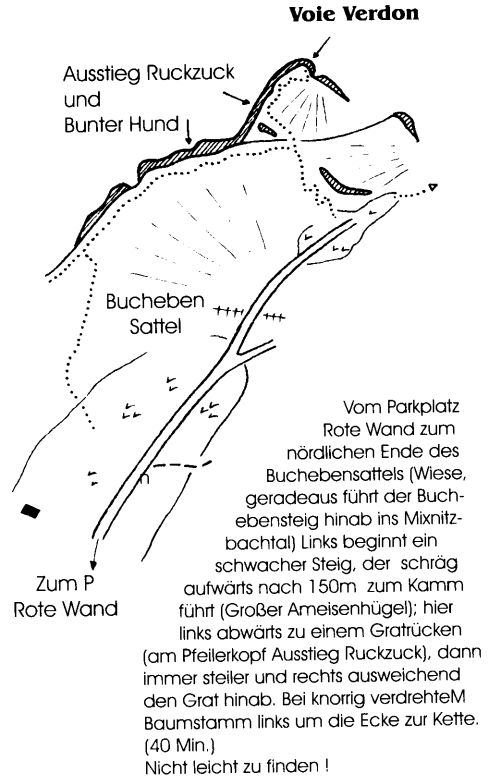 Voie Verdon
Ausstieg Ruckzuck
und
Bunter Hund
Bucheben
Sattel
Zum P
Rote Wand
Vom Parkplatz
Rote Wand zum
nördlichen Ende des
Buchebensattels (Wiese,
geradeaus führt der Buch-
ebensteig hinab ins Mixnitz-
bachtal) Links beginnt ein
schwacher Steig, der schräg
aufwärts nach 150m zum Kamm
führt (Großer Ameisenhügel); hier
links abwärts zu einem Gratrücken
(am Pfeilerkopf Ausstieg Ruckzuck), dann
immer steiler und rechts ausweichend
den Grat hinab. Bei knorrig verdrehteM
Baumstamm links um die Ecke zur Kette.
(40 Min.)
Nicht leicht zu finden !